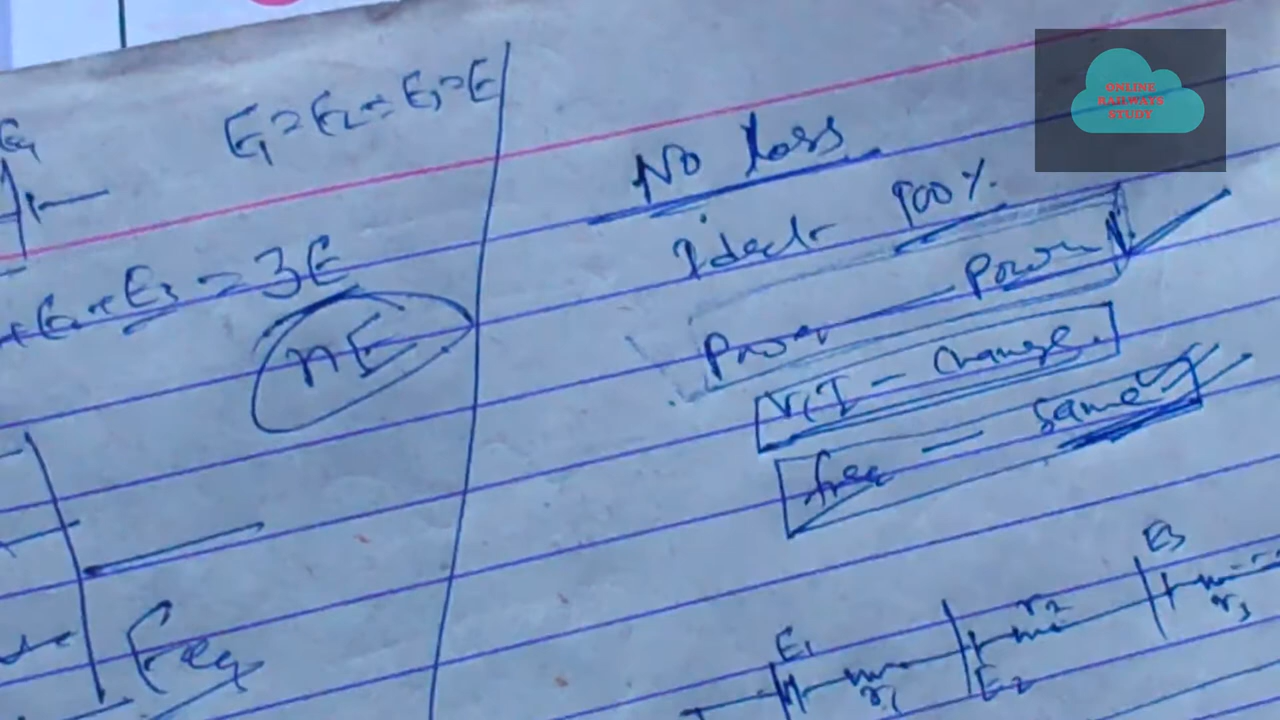 E₁ = E₂ = E₃ = E
+ E₂ + E₃ = 3E
nE
Eeq
No loss
Ideal 100%
Power Power
V, I - change.
freq - same
E₁ r₁ E₂ r₂ E₃ r₃
ONLINE
RAILWAYS
STUDY